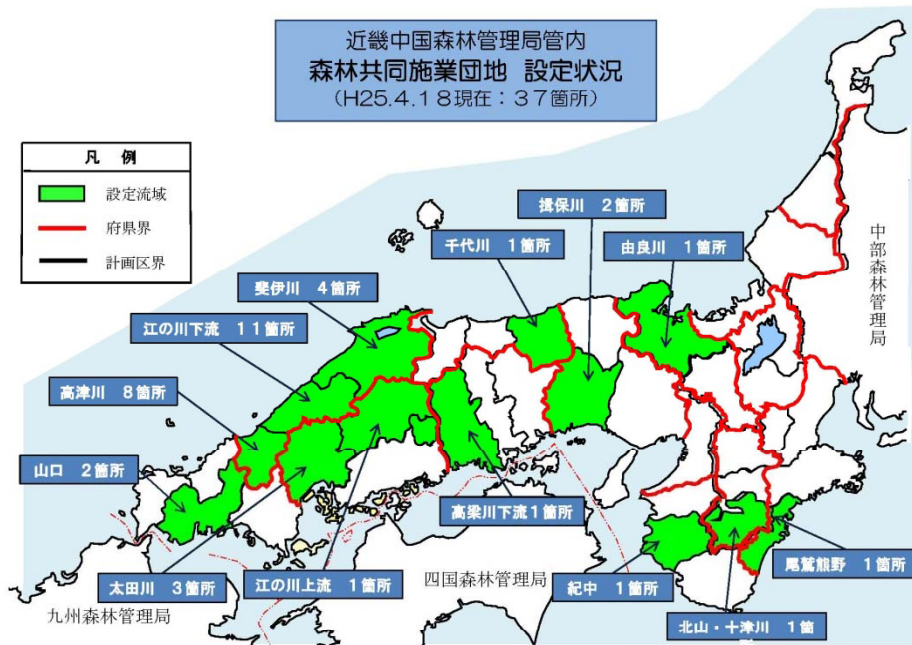 近畿中国森林管理局管内
森林共同施業団地 設定状況
(H25.4.18現在：37箇所)
凡 例
設定流域
府県界
計画区界
揖保川 2箇所
千代川 1箇所
由良川 1箇所
斐伊川 4箇所
江の川下流 11箇所
高津川 8箇所
山口 2箇所
中部森林管理局
高梁川下流1箇所
太田川 3箇所
江の川上流 1箇所
四国森林管理局
紀中 1箇所
尾鷲熊野 1箇所
九州森林管理局
北山・十津川 1箇